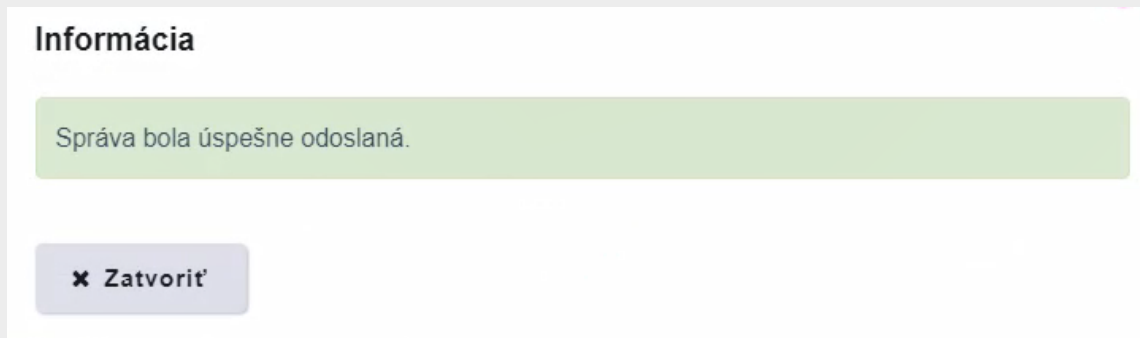 Informácia
Správa bola úspešne odoslaná.
✖ Zatvoriť